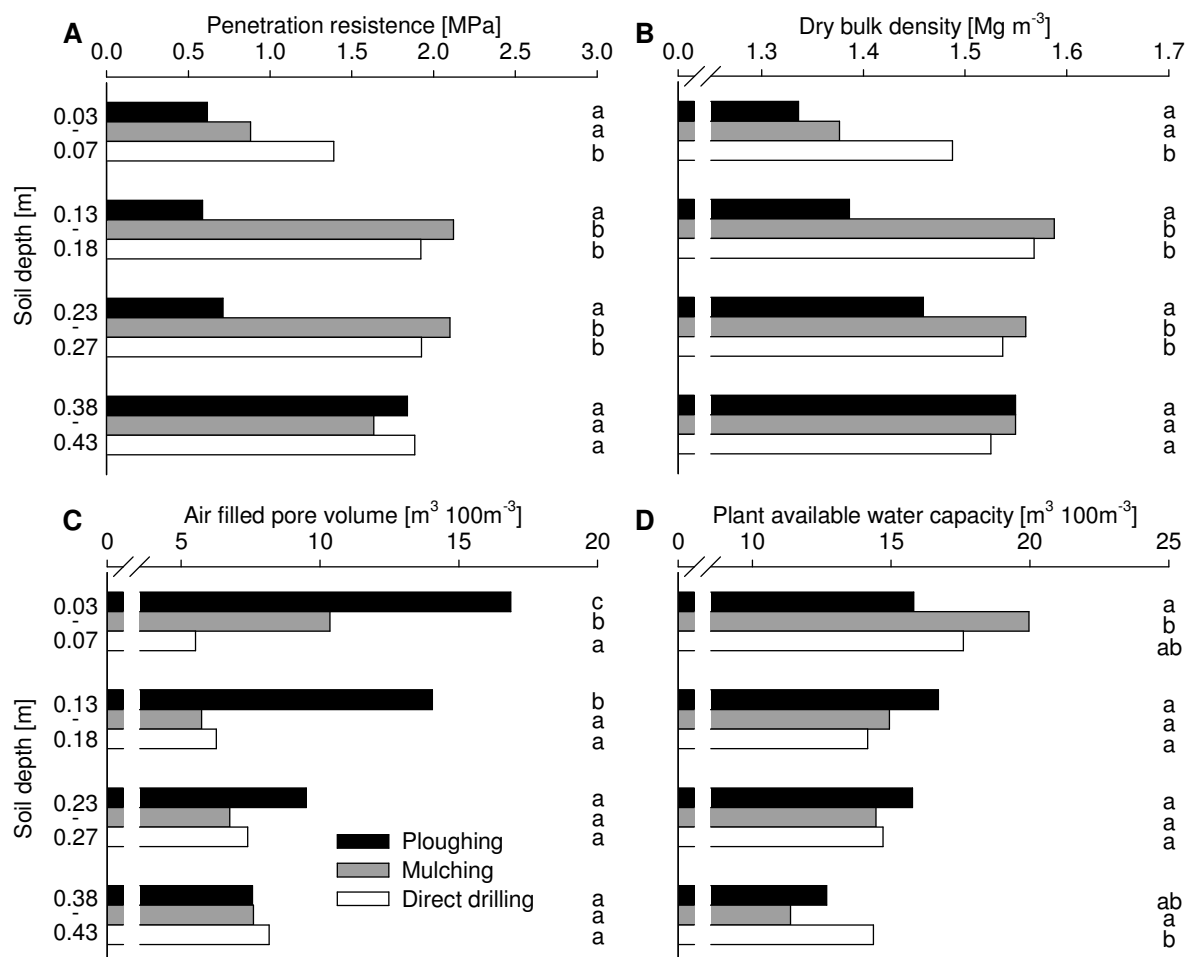 A Penetration resistance [MPa]
0.0 0.5 1.0 1.5 2.0 2.5 3.0
Soil depth [m]
0.03
-
0.07
a
a
b
0.13
-
0.18
a
b
b
0.23
-
0.27
a
b
b
0.38
-
0.43
a
a
a
B Dry bulk density [Mg m⁻³]
0.0 1.3 1.4 1.5 1.6 1.7
a
a
b
a
b
b
a
b
b
a
a
a
C Air filled pore volume [m³ 100m⁻³]
0 5 10 15 20
Soil depth [m]
0.03
-
0.07
c
b
a
0.13
-
0.18
b
a
a
0.23
-
0.27
a
a
a
0.38
-
0.43
a
a
a
Ploughing
Mulching
Direct drilling
D Plant available water capacity [m³ 100m⁻³]
0 10 15 20 25
a
b
ab
a
a
a
a
a
a
ab
a
b